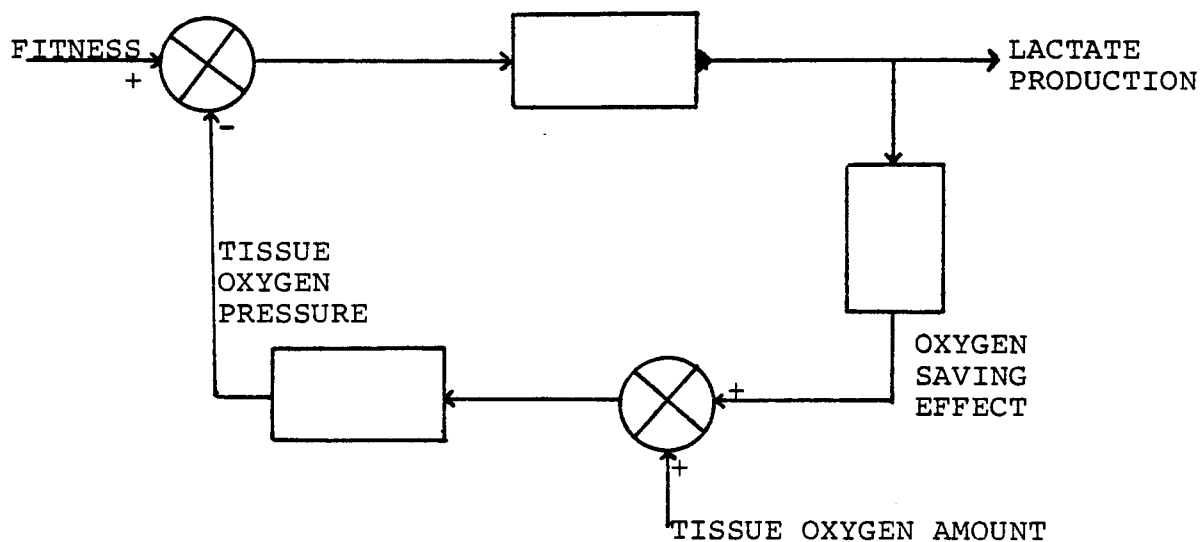 FITNESS
+
LACTATE
PRODUCTION
-
TISSUE
OXYGEN
PRESSURE
OXYGEN
SAVING
EFFECT
+
+
TISSUE OXYGEN AMOUNT